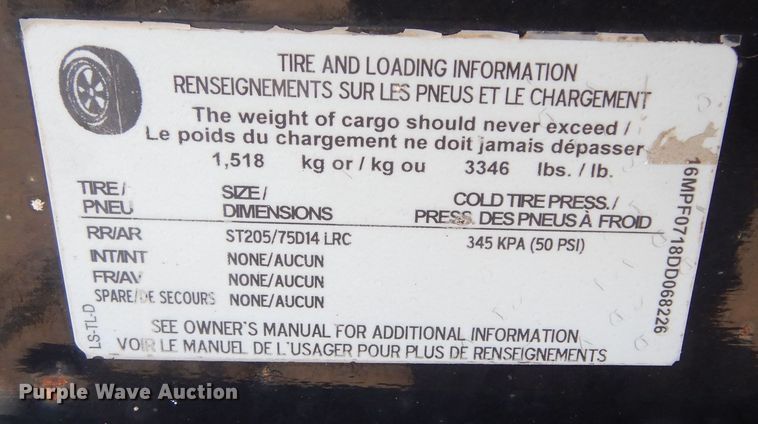 TIRE AND LOADING INFORMATION
RENSEIGNEMENTS SUR LES PNEUS ET LE CHARGEMENT
The weight of cargo should never exceed /
Le poids du chargement ne doit jamais dépasser
1,518 kg or / kg ou 3346 lbs. / lb.
TIRE / SIZE / COLD TIRE PRESS. /
PNEU DIMENSIONS PRESS. DES PNEUS À FROID
RR/AR ST205/75D14 LRC 345 KPA (50 PSI)
INT/INT NONE/AUCUN
FR/AV NONE/AUCUN
SPARE/DE SECOURS NONE/AUCUN
SEE OWNER'S MANUAL FOR ADDITIONAL INFORMATION
VOIR LE MANUEL DE L'USAGER POUR PLUS DE RENSEIGNEMENTS
LS-TL-D
16MPF0718DD068226
Purple Wave Auction